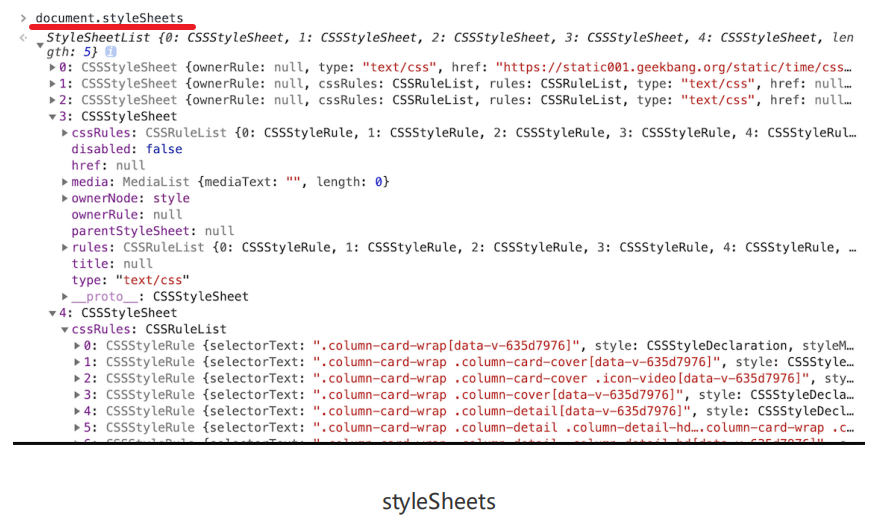 > document.styleSheets
StyleSheetList {0: CSSStyleSheet, 1: CSSStyleSheet, 2: CSSStyleSheet, 3: CSSStyleSheet, 4: CSSStyleSheet, len
gth: 5} i
0: CSSStyleSheet {ownerRule: null, type: "text/css", href: "https://static001.geekbang.org/static/time/css…
1: CSSStyleSheet {ownerRule: null, cssRules: CSSRuleList, rules: CSSRuleList, type: "text/css", href: null…
2: CSSStyleSheet {ownerRule: null, cssRules: CSSRuleList, rules: CSSRuleList, type: "text/css", href: null…
3: CSSStyleSheet
cssRules: CSSRuleList {0: CSSStyleRule, 1: CSSStyleRule, 2: CSSStyleRule, 3: CSSStyleRule, 4: CSSStyleRul…
disabled: false
href: null
media: MediaList {mediaText: "", length: 0}
ownerNode: style
ownerRule: null
parentStyleSheet: null
rules: CSSRuleList {0: CSSStyleRule, 1: CSSStyleRule, 2: CSSStyleRule, 3: CSSStyleRule, 4: CSSStyleRule, …
title: null
type: "text/css"
__proto__: CSSStyleSheet
4: CSSStyleSheet
cssRules: CSSRuleList
0: CSSStyleRule {selectorText: ".column-card-wrap[data-v-635d7976]", style: CSSStyleDeclaration, styleM…
1: CSSStyleRule {selectorText: ".column-card-wrap .column-card-cover[data-v-635d7976]", style: CSSStyle…
2: CSSStyleRule {selectorText: ".column-card-wrap .column-card-cover .icon-video[data-v-635d7976]", sty…
3: CSSStyleRule {selectorText: ".column-card-wrap .column-cover[data-v-635d7976]", style: CSSStyleDecla…
4: CSSStyleRule {selectorText: ".column-card-wrap .column-detail[data-v-635d7976]", style: CSSStyleDecl…
5: CSSStyleRule {selectorText: ".column-card-wrap .column-detail .column-detail-hd….column-card-wrap .c…
styleSheets